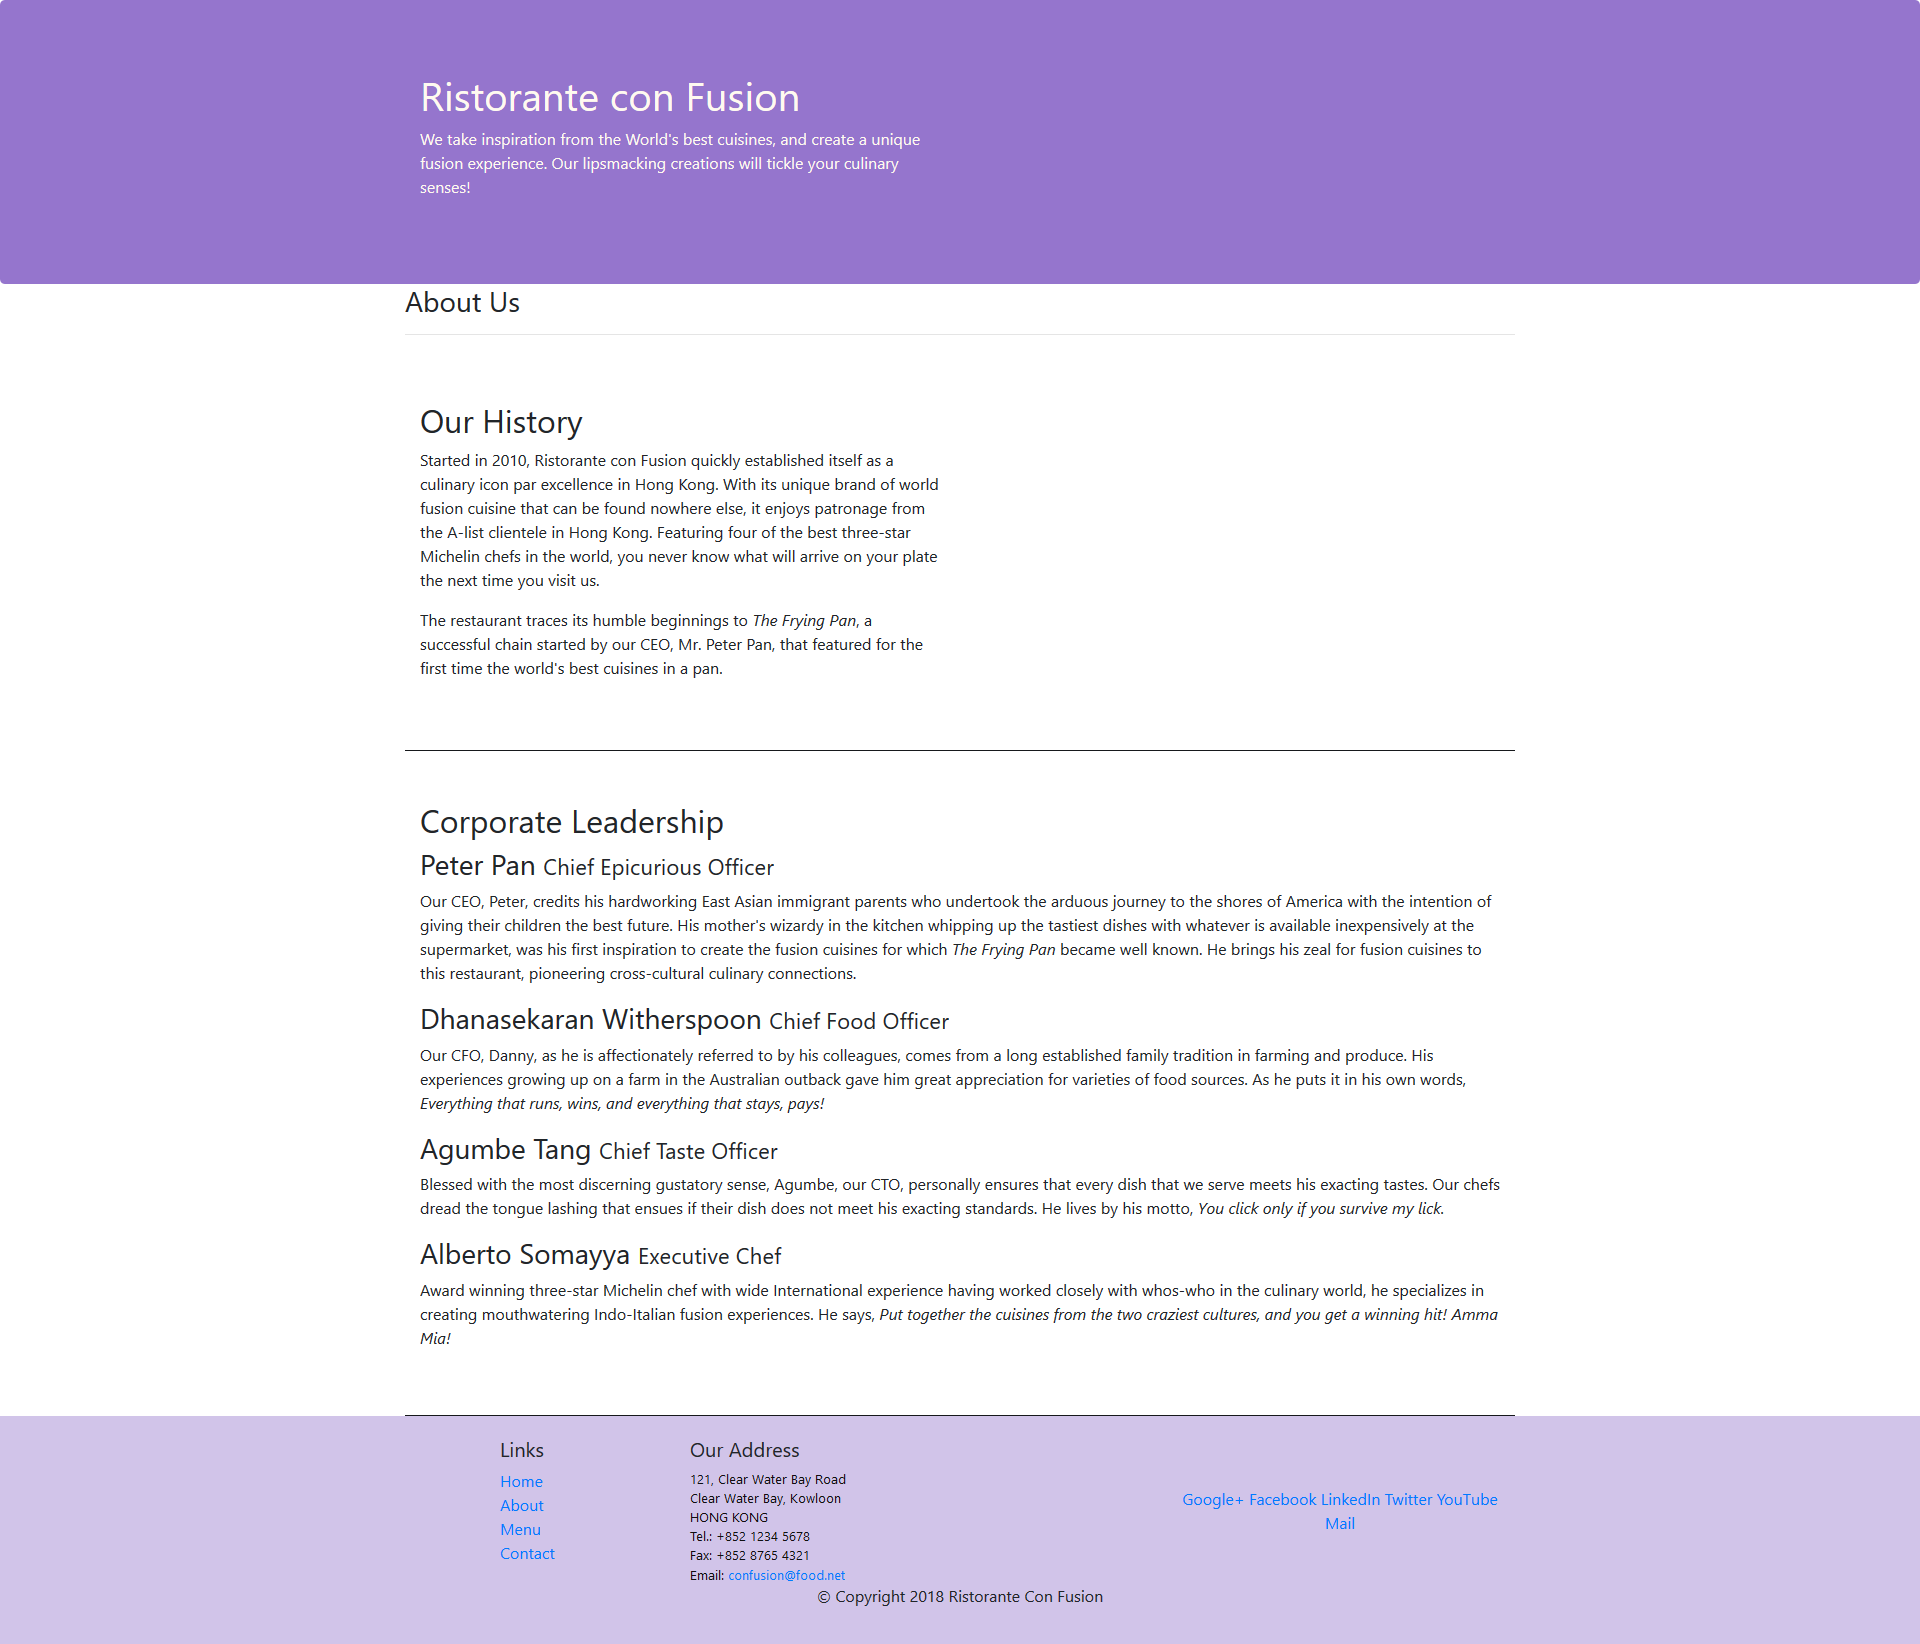 Ristorante con Fusion
We take inspiration from the World's best cuisines, and create a unique
fusion experience. Our lipsmacking creations will tickle your culinary
senses!
About Us
Our History
Started in 2010, Ristorante con Fusion quickly established itself as a
culinary icon par excellence in Hong Kong. With its unique brand of world
fusion cuisine that can be found nowhere else, it enjoys patronage from
the A-list clientele in Hong Kong. Featuring four of the best three-star
Michelin chefs in the world, you never know what will arrive on your plate
the next time you visit us.
The restaurant traces its humble beginnings to The Frying Pan, a
successful chain started by our CEO, Mr. Peter Pan, that featured for the
first time the world's best cuisines in a pan.
Corporate Leadership
Peter Pan Chief Epicurious Officer
Our CEO, Peter, credits his hardworking East Asian immigrant parents who undertook the arduous journey to the shores of America with the intention of
giving their children the best future. His mother's wizardy in the kitchen whipping up the tastiest dishes with whatever is available inexpensively at the
supermarket, was his first inspiration to create the fusion cuisines for which The Frying Pan became well known. He brings his zeal for fusion cuisines to
this restaurant, pioneering cross-cultural culinary connections.
Dhanasekaran Witherspoon Chief Food Officer
Our CFO, Danny, as he is affectionately referred to by his colleagues, comes from a long established family tradition in farming and produce. His
experiences growing up on a farm in the Australian outback gave him great appreciation for varieties of food sources. As he puts it in his own words,
Everything that runs, wins, and everything that stays, pays!
Agumbe Tang Chief Taste Officer
Blessed with the most discerning gustatory sense, Agumbe, our CTO, personally ensures that every dish that we serve meets his exacting tastes. Our chefs
dread the tongue lashing that ensues if their dish does not meet his exacting standards. He lives by his motto, You click only if you survive my lick.
Alberto Somayya Executive Chef
Award winning three-star Michelin chef with wide International experience having worked closely with whos-who in the culinary world, he specializes in
creating mouthwatering Indo-Italian fusion experiences. He says, Put together the cuisines from the two craziest cultures, and you get a winning hit! Amma
Mia!
Links
Home
About
Menu
Contact
Our Address
121, Clear Water Bay Road
Clear Water Bay, Kowloon
HONG KONG
Tel.: +852 1234 5678
Fax: +852 8765 4321
Email: confusion@food.net
Google+ Facebook LinkedIn Twitter YouTube
Mail
© Copyright 2018 Ristorante Con Fusion